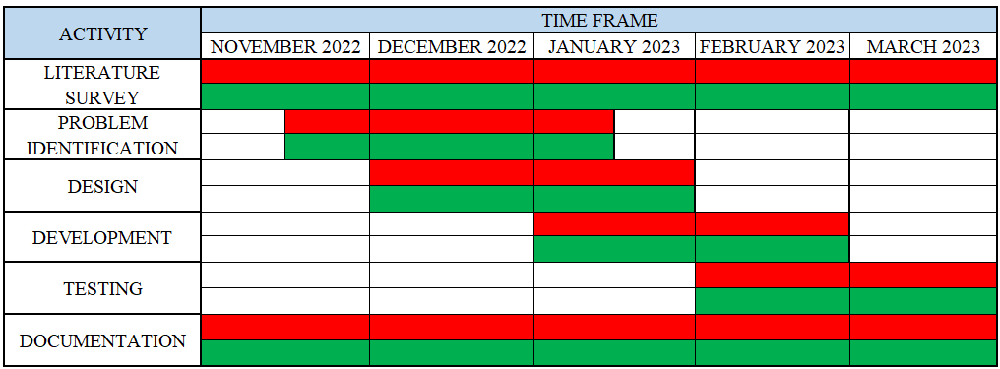 ACTIVITY
TIME FRAME
NOVEMBER 2022
DECEMBER 2022
JANUARY 2023
FEBRUARY 2023
MARCH 2023
LITERATURE
SURVEY
PROBLEM
IDENTIFICATION
DESIGN
DEVELOPMENT
TESTING
DOCUMENTATION